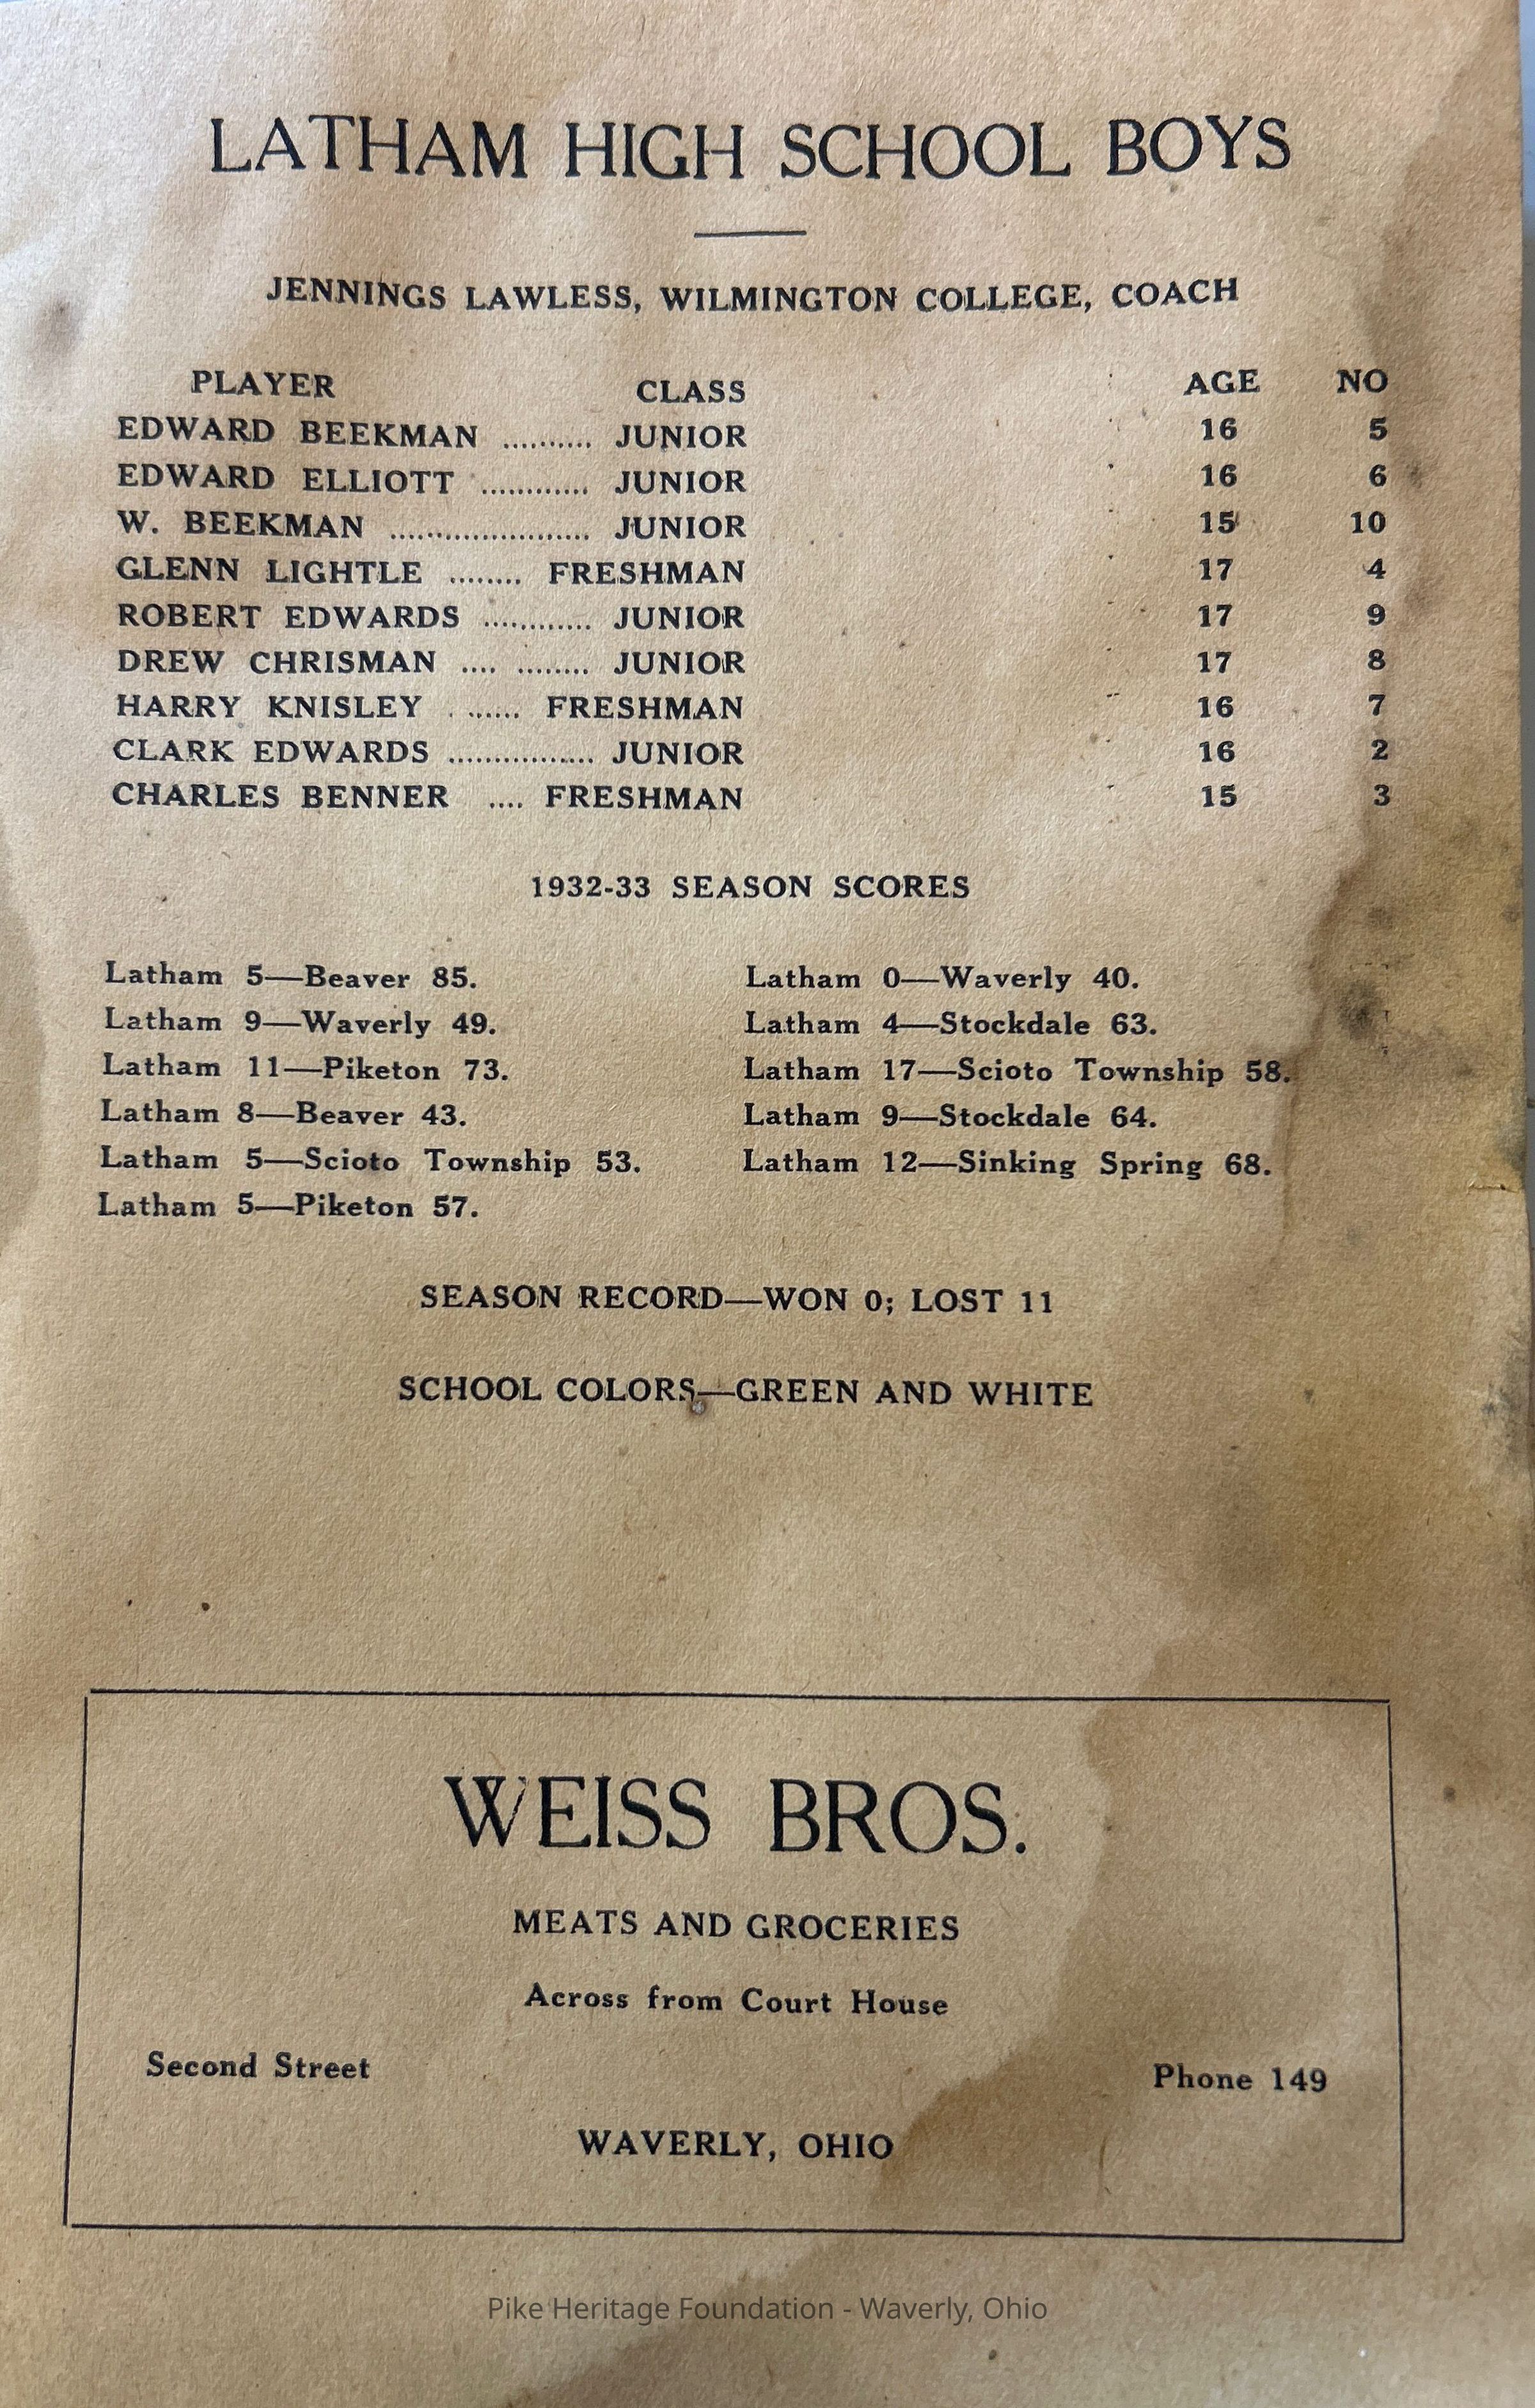 LATHAM HIGH SCHOOL BOYS
JENNINGS LAWLESS, WILMINGTON COLLEGE, COACH
PLAYER CLASS AGE NO
EDWARD BEEKMAN .......... JUNIOR 16 5
EDWARD ELLIOTT ............ JUNIOR 16 6
W. BEEKMAN ...................... JUNIOR 15 10
GLENN LIGHTLE ........ FRESHMAN 17 4
ROBERT EDWARDS ............ JUNIOR 17 9
DREW CHRISMAN .... ........ JUNIOR 17 8
HARRY KNISLEY . ...... FRESHMAN 16 7
CLARK EDWARDS ................ JUNIOR 16 2
CHARLES BENNER .... FRESHMAN 15 3
1932-33 SEASON SCORES
Latham 5—Beaver 85.
Latham 9—Waverly 49.
Latham 11—Piketon 73.
Latham 8—Beaver 43.
Latham 5—Scioto Township 53.
Latham 5—Piketon 57.
Latham 0—Waverly 40.
Latham 4—Stockdale 63.
Latham 17—Scioto Township 58.
Latham 9—Stockdale 64.
Latham 12—Sinking Spring 68.
SEASON RECORD—WON 0; LOST 11
SCHOOL COLORS—GREEN AND WHITE
WEISS BROS.
MEATS AND GROCERIES
Across from Court House
Second Street Phone 149
WAVERLY, OHIO
Pike Heritage Foundation - Waverly, Ohio